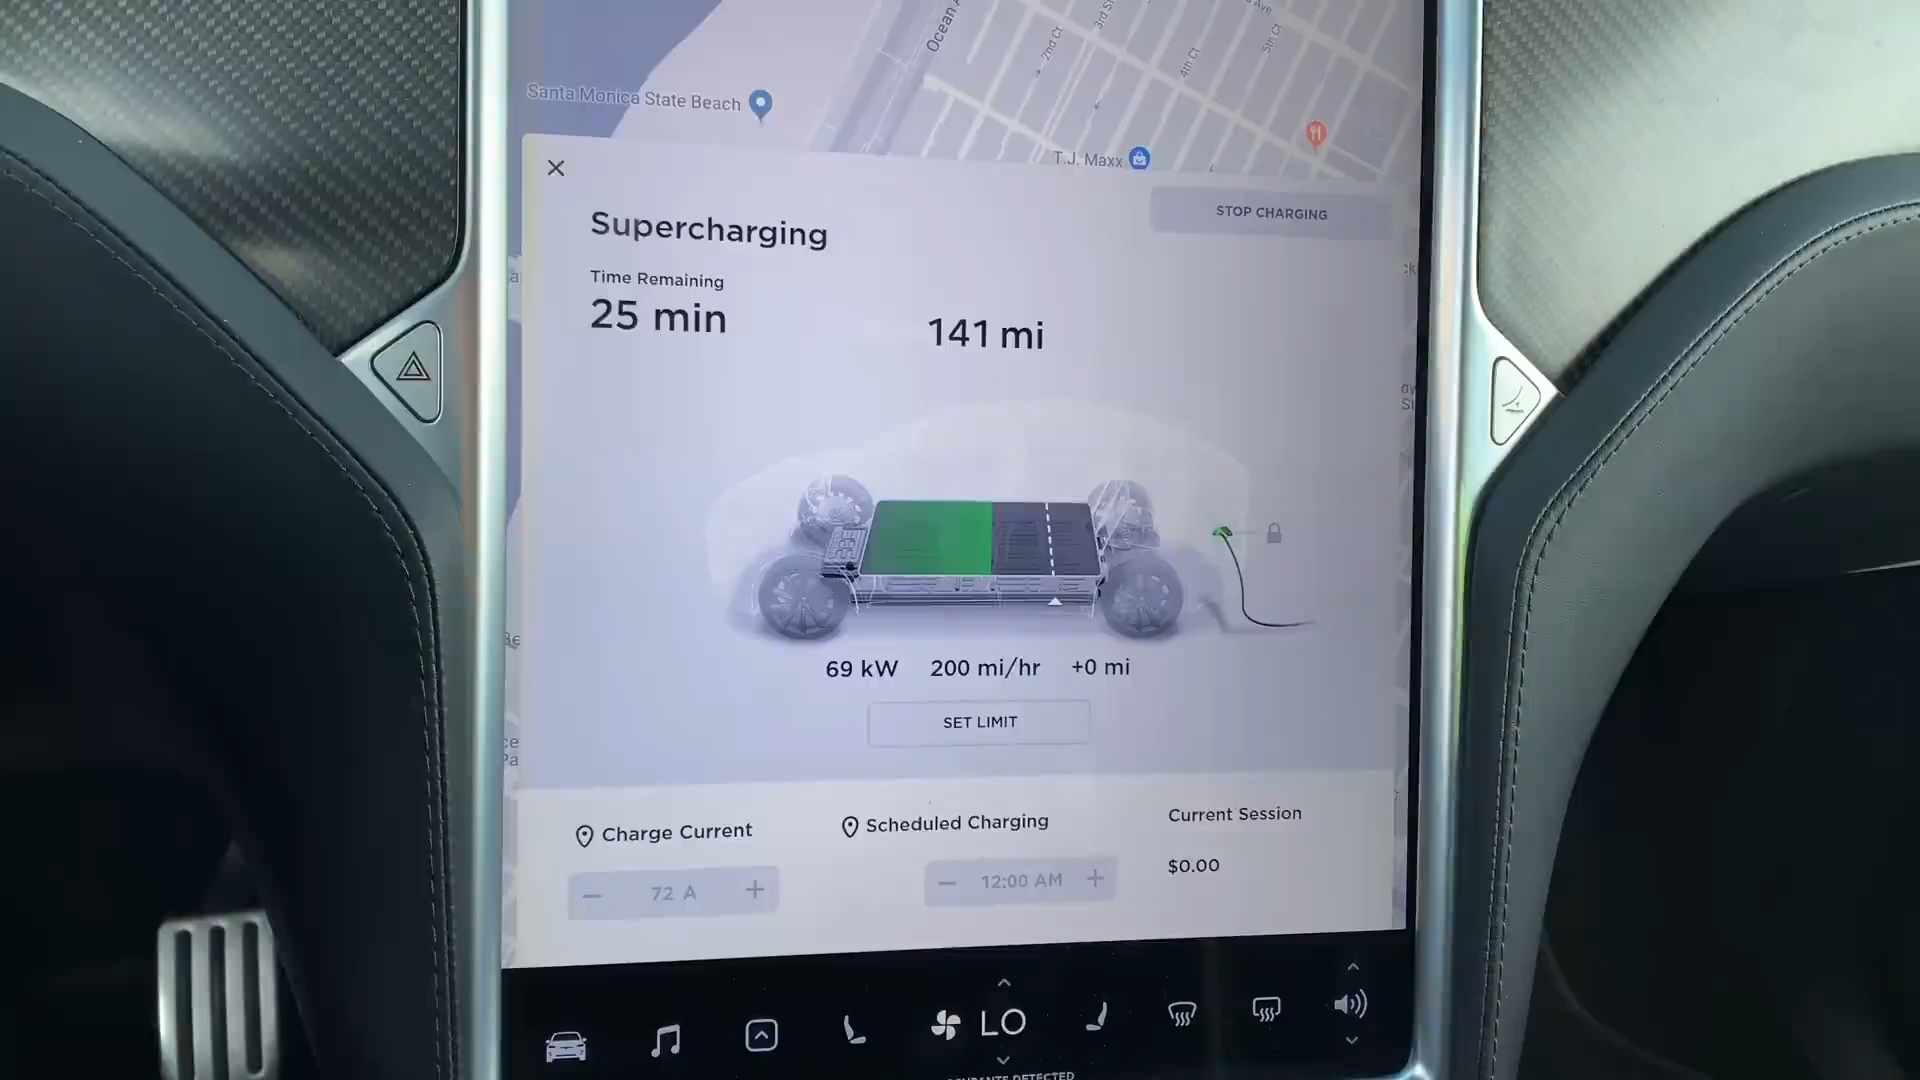 Ocean
3rd
2nd Ct
4th Ct
5th Ct
Ave
Santa Monica State Beach
T.J. Maxx
STOP CHARGING
Supercharging
Time Remaining
25 min
141 mi
69 kW 200 mi/hr +0 mi
SET LIMIT
Charge Current
Scheduled Charging
Current Session
− 72 A +
− 12:00 AM +
$0.00
LO
DETECTED